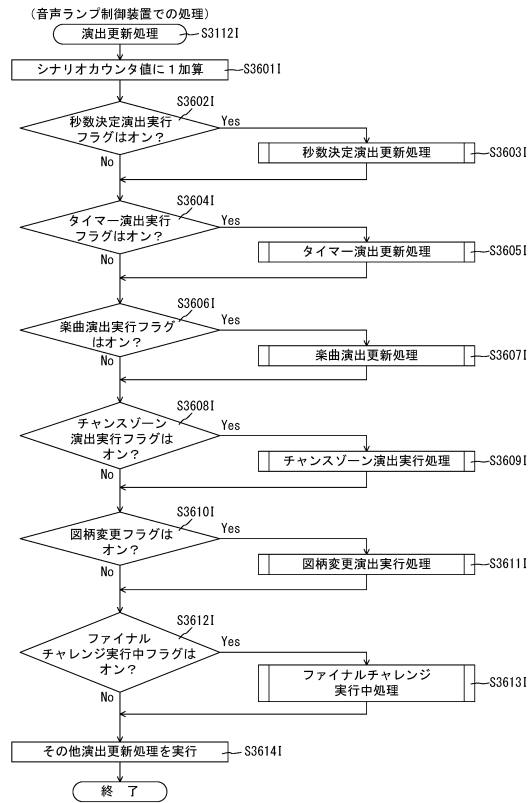 (音声ランプ制御装置での処理)
演出更新処理
S3112I
シナリオカウンタ値に1加算
S3601I
S3602I
秒数決定演出実行
フラグはオン?
Yes
No
秒数決定演出更新処理
S3603I
S3604I
タイマー演出実行
フラグはオン?
Yes
No
タイマー演出更新処理
S3605I
S3606I
楽曲演出実行フラグ
はオン?
Yes
No
楽曲演出更新処理
S3607I
S3608I
チャンスゾーン
演出実行フラグは
オン?
Yes
No
チャンスゾーン演出実行処理
S3609I
S3610I
図柄変更フラグは
オン?
Yes
No
図柄変更演出実行処理
S3611I
S3612I
ファイナル
チャレンジ実行中フラグは
オン?
Yes
No
ファイナルチャレンジ
実行中処理
S3613I
その他演出更新処理を実行
S3614I
終 了